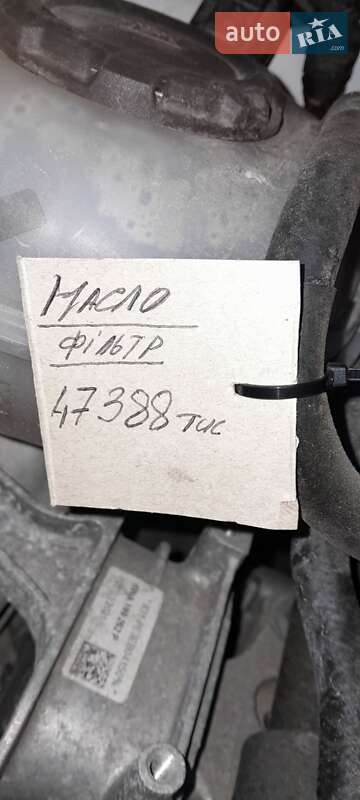 auto RIA
.com
Масло
фільтр
47388 тис